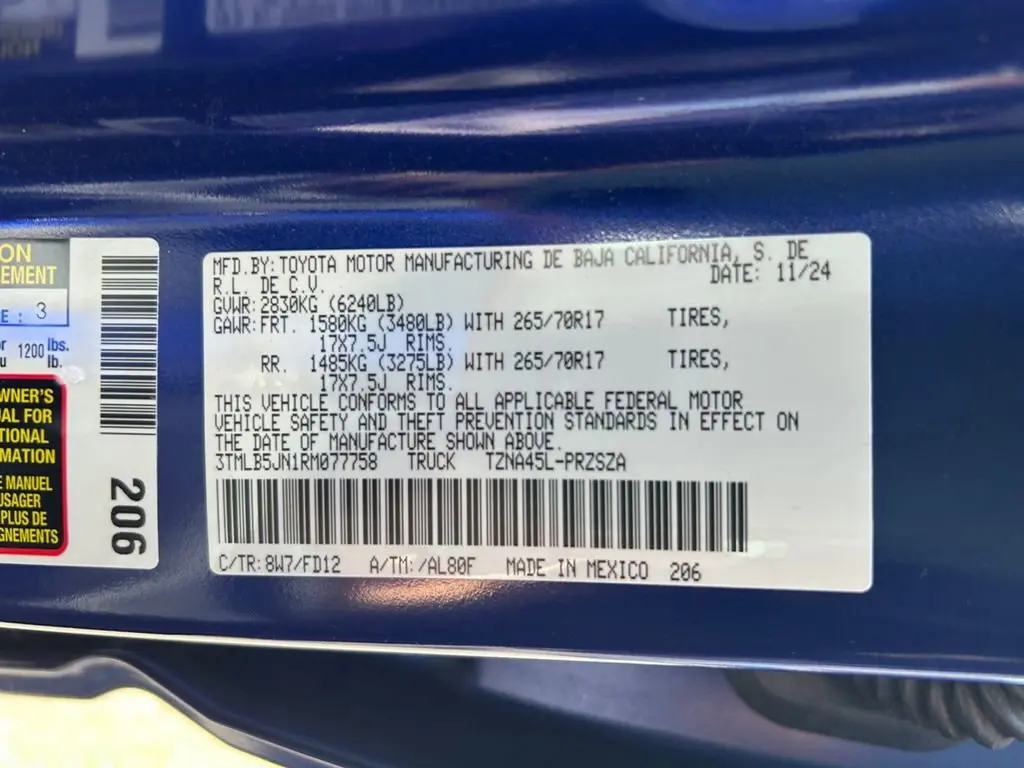 ON
EMENT
E : 3
r 1200 lbs.
u lb.
WNER'S
AL FOR
TIONAL
MATION
E MANUEL
USAGER
PLUS DE
GNEMENTS
206
MFD.BY:TOYOTA MOTOR MANUFACTURING DE BAJA CALIFORNIA, S. DE
R.L. DE C.V. DATE: 11/24
GVWR:2830KG (6240LB)
GAWR:FRT. 1580KG (3480LB) WITH 265/70R17 TIRES,
17X7.5J RIMS.
RR. 1485KG (3275LB) WITH 265/70R17 TIRES,
17X7.5J RIMS.
THIS VEHICLE CONFORMS TO ALL APPLICABLE FEDERAL MOTOR
VEHICLE SAFETY AND THEFT PREVENTION STANDARDS IN EFFECT ON
THE DATE OF MANUFACTURE SHOWN ABOVE.
3TMLB5JN1RM077758 TRUCK TZNA45L-PRZSZA
C/TR:8W7/FD12 A/TM:/AL80F MADE IN MEXICO 206